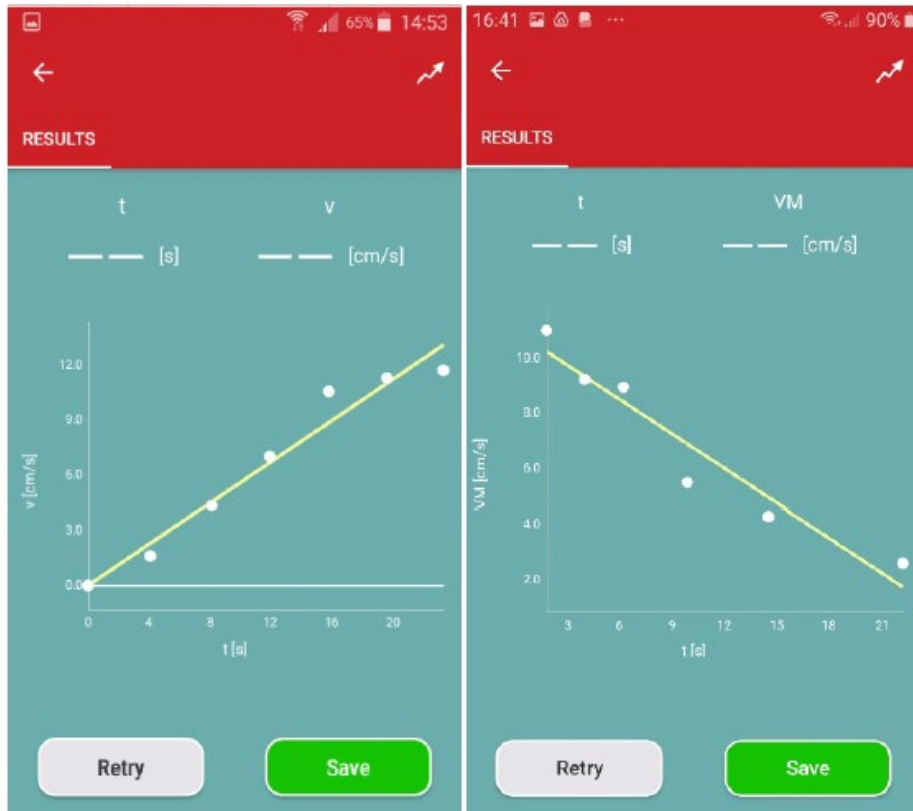 65% 14:53
RESULTS
t v
[s] [cm/s]
12.0
9.0
6.0
3.0
0.0
v [cm/s]
0 4 8 12 16 20
t [s]
Retry Save
16:41 ... 90%
RESULTS
t VM
[s] [cm/s]
10.0
8.0
6.0
4.0
2.0
VM [cm/s]
3 6 9 12 15 18 21
t [s]
Retry Save